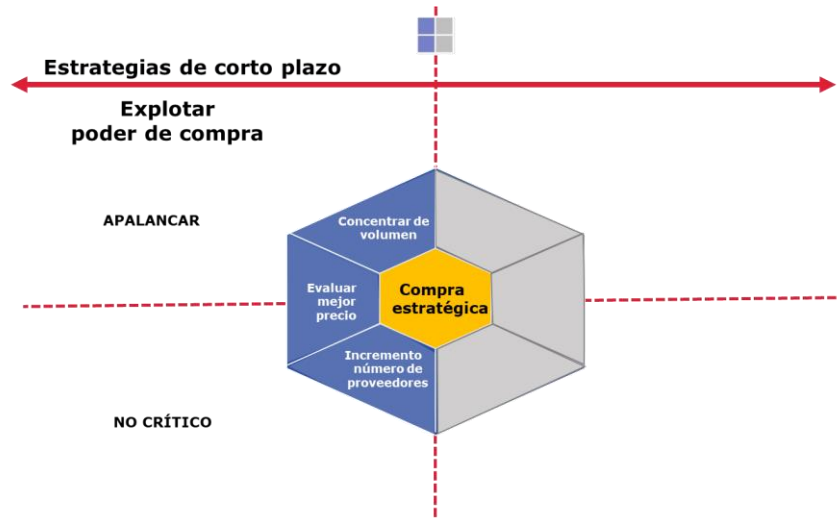 Estrategias de corto plazo
Explotar
poder de compra
APALANCAR
Concentrar de
volumen
Evaluar
mejor
precio
Compra
estratégica
Incremento
número de
proveedores
NO CRÍTICO